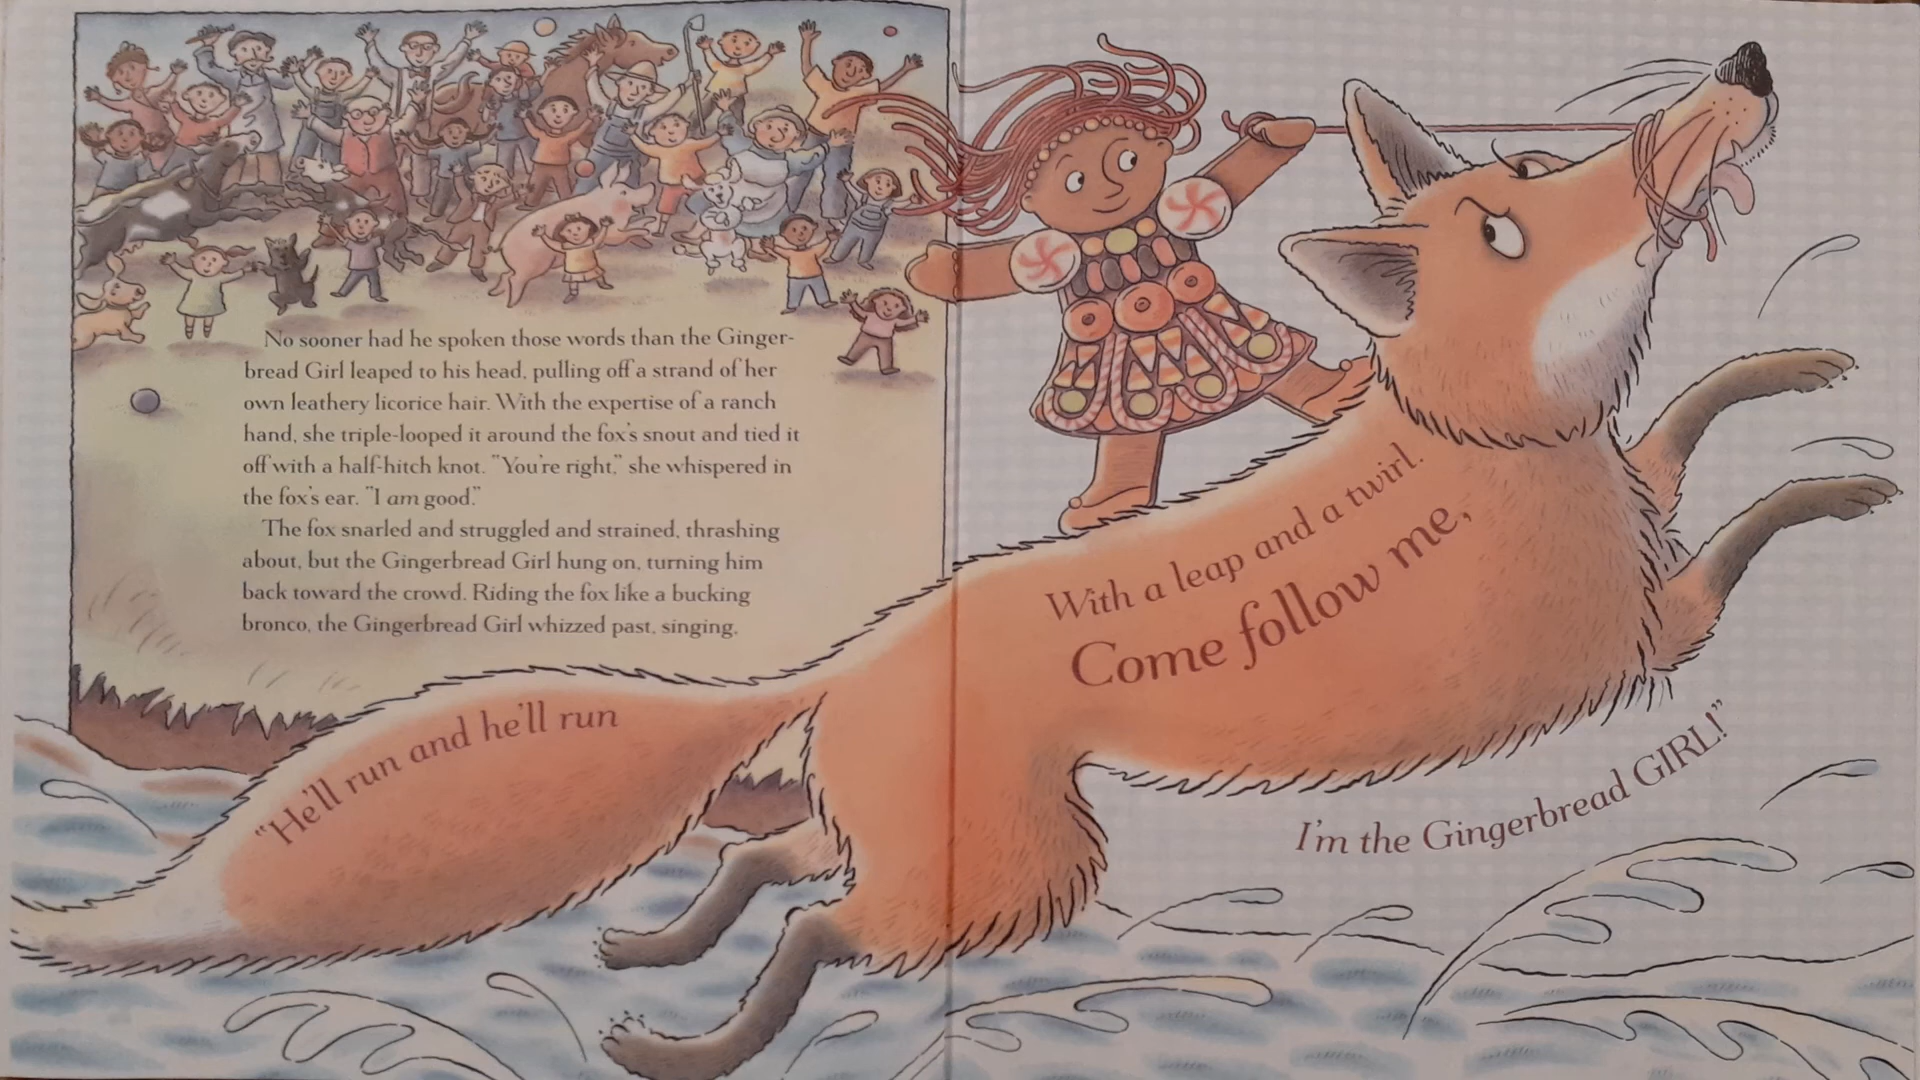 No sooner had he spoken those words than the Ginger-
bread Girl leaped to his head, pulling off a strand of her
own leathery licorice hair. With the expertise of a ranch
hand, she triple-looped it around the fox's snout and tied it
off with a half-hitch knot. "You're right," she whispered in
the fox's ear. "I am good."
The fox snarled and struggled and strained, thrashing
about, but the Gingerbread Girl hung on, turning him
back toward the crowd. Riding the fox like a bucking
bronco, the Gingerbread Girl whizzed past, singing,
"He'll run and he'll run
With a leap and a twirl.
Come follow me,
I'm the Gingerbread GIRL!"